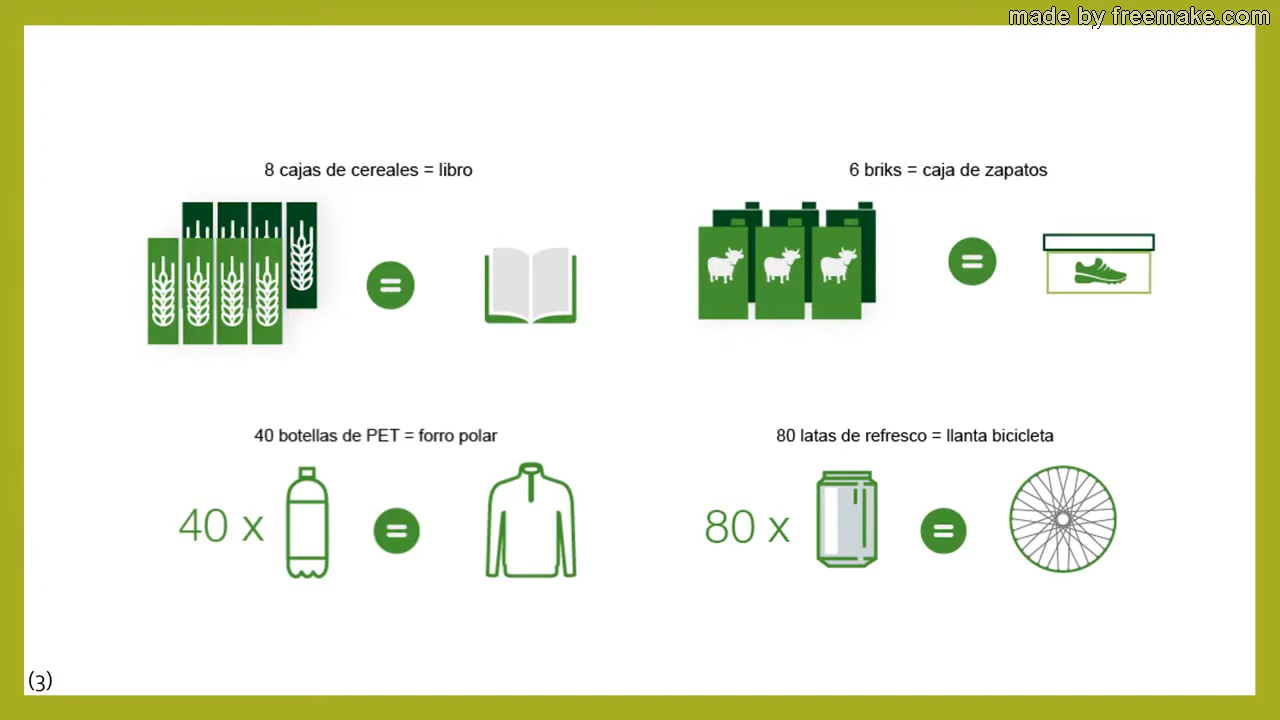 made by freemake.com
8 cajas de cereales = libro
6 briks = caja de zapatos
40 botellas de PET = forro polar
80 latas de refresco = llanta bicicleta
40 x
80 x
(3)